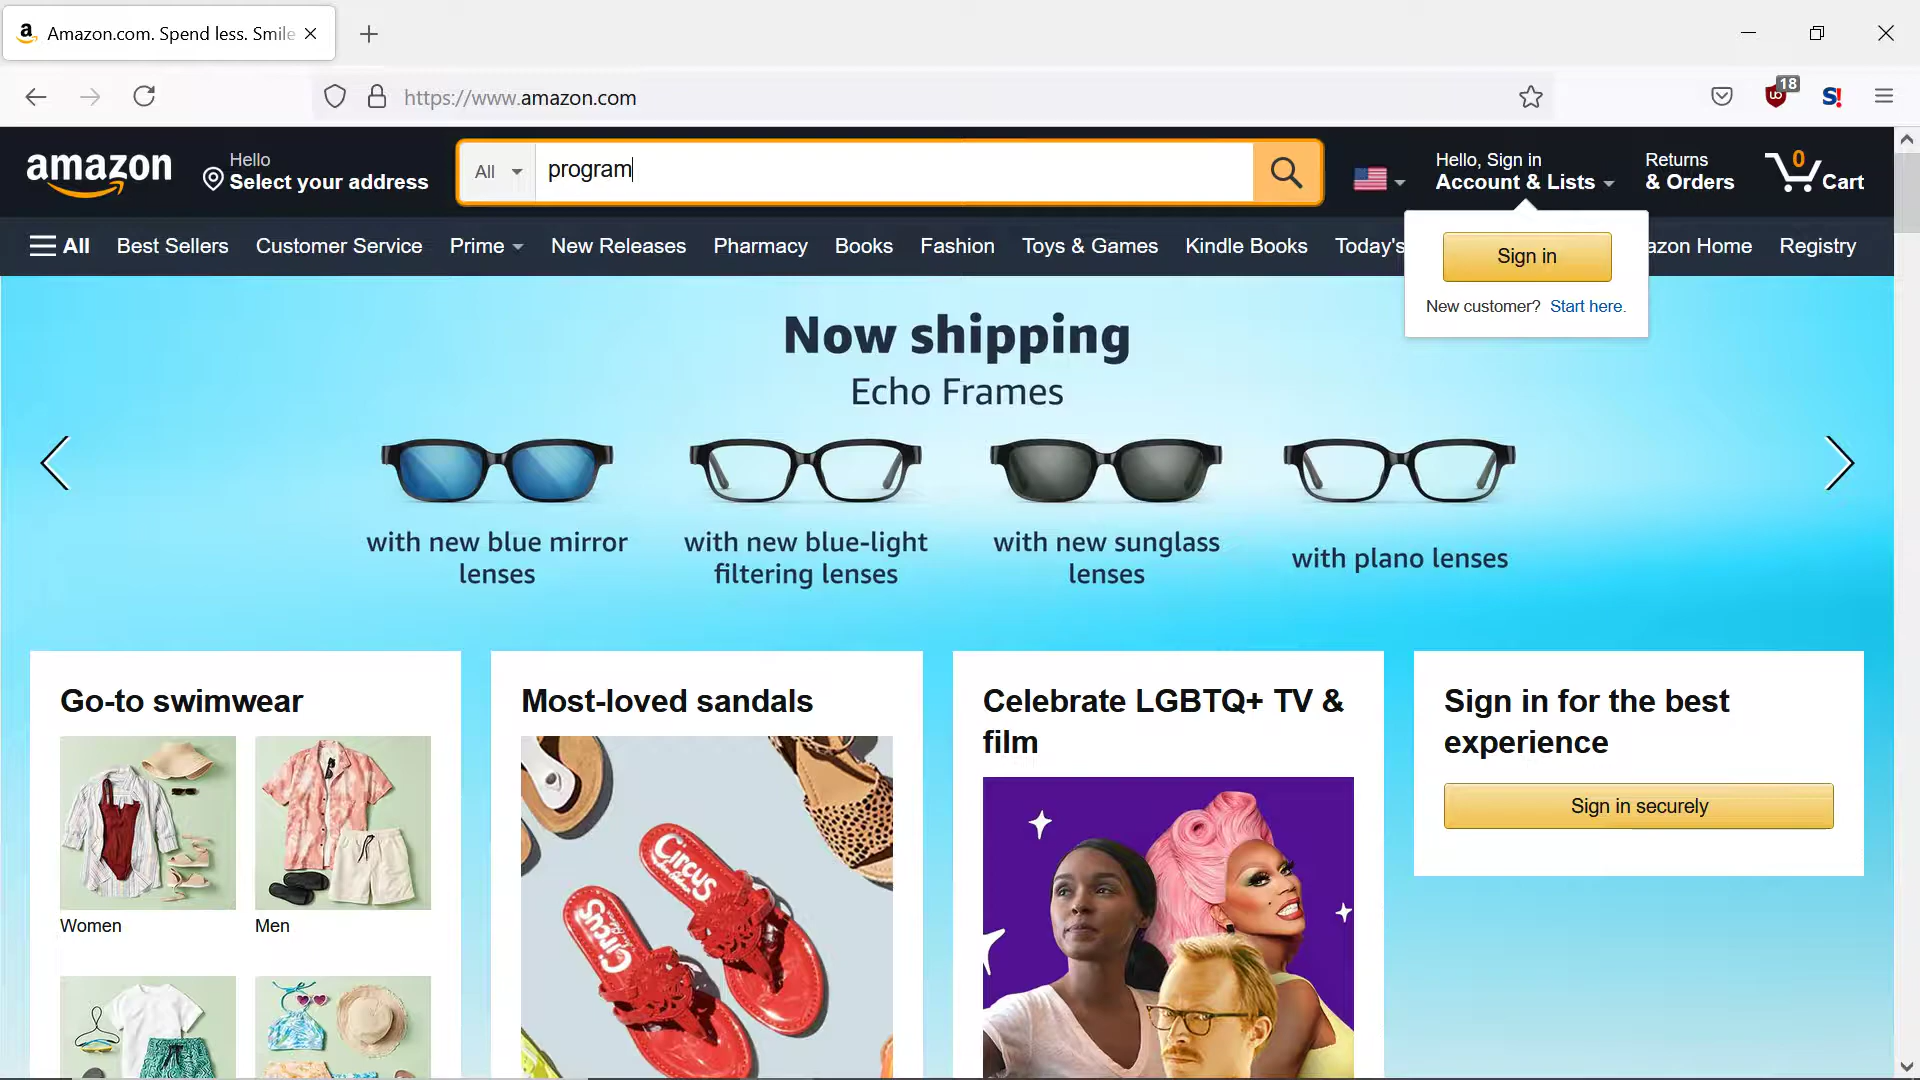 Amazon.com. Spend less. Smile
18
https://www.amazon.com
amazon
Hello
Select your address
All
program
Hello, Sign in
Account & Lists
Returns
& Orders
0
Cart
All
Best Sellers
Customer Service
Prime
New Releases
Pharmacy
Books
Fashion
Toys & Games
Kindle Books
Today's
azon Home
Registry
Sign in
New customer? Start here.
Now shipping
Echo Frames
with new blue mirror
lenses
with new blue-light
filtering lenses
with new sunglass
lenses
with plano lenses
Go-to swimwear
Women
Men
Most-loved sandals
Circus
Circus
Celebrate LGBTQ+ TV &
film
Sign in for the best
experience
Sign in securely